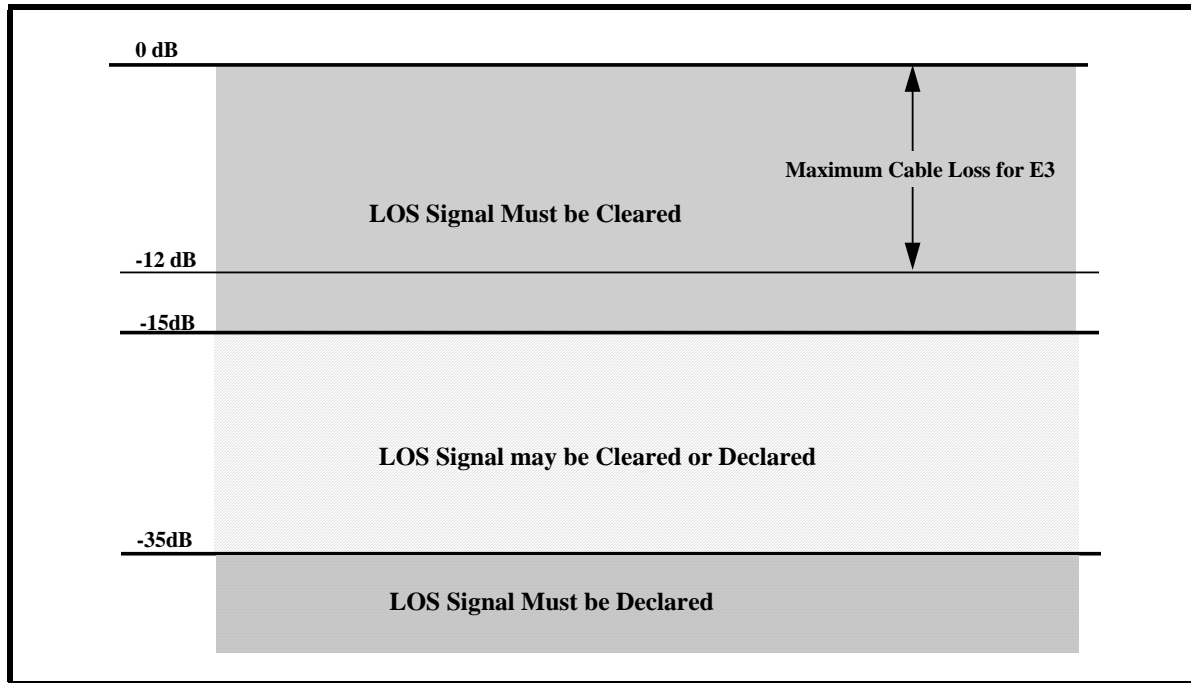 0 dB
Maximum Cable Loss for E3
LOS Signal Must be Cleared
-12 dB
-15dB
LOS Signal may be Cleared or Declared
-35dB
LOS Signal Must be Declared